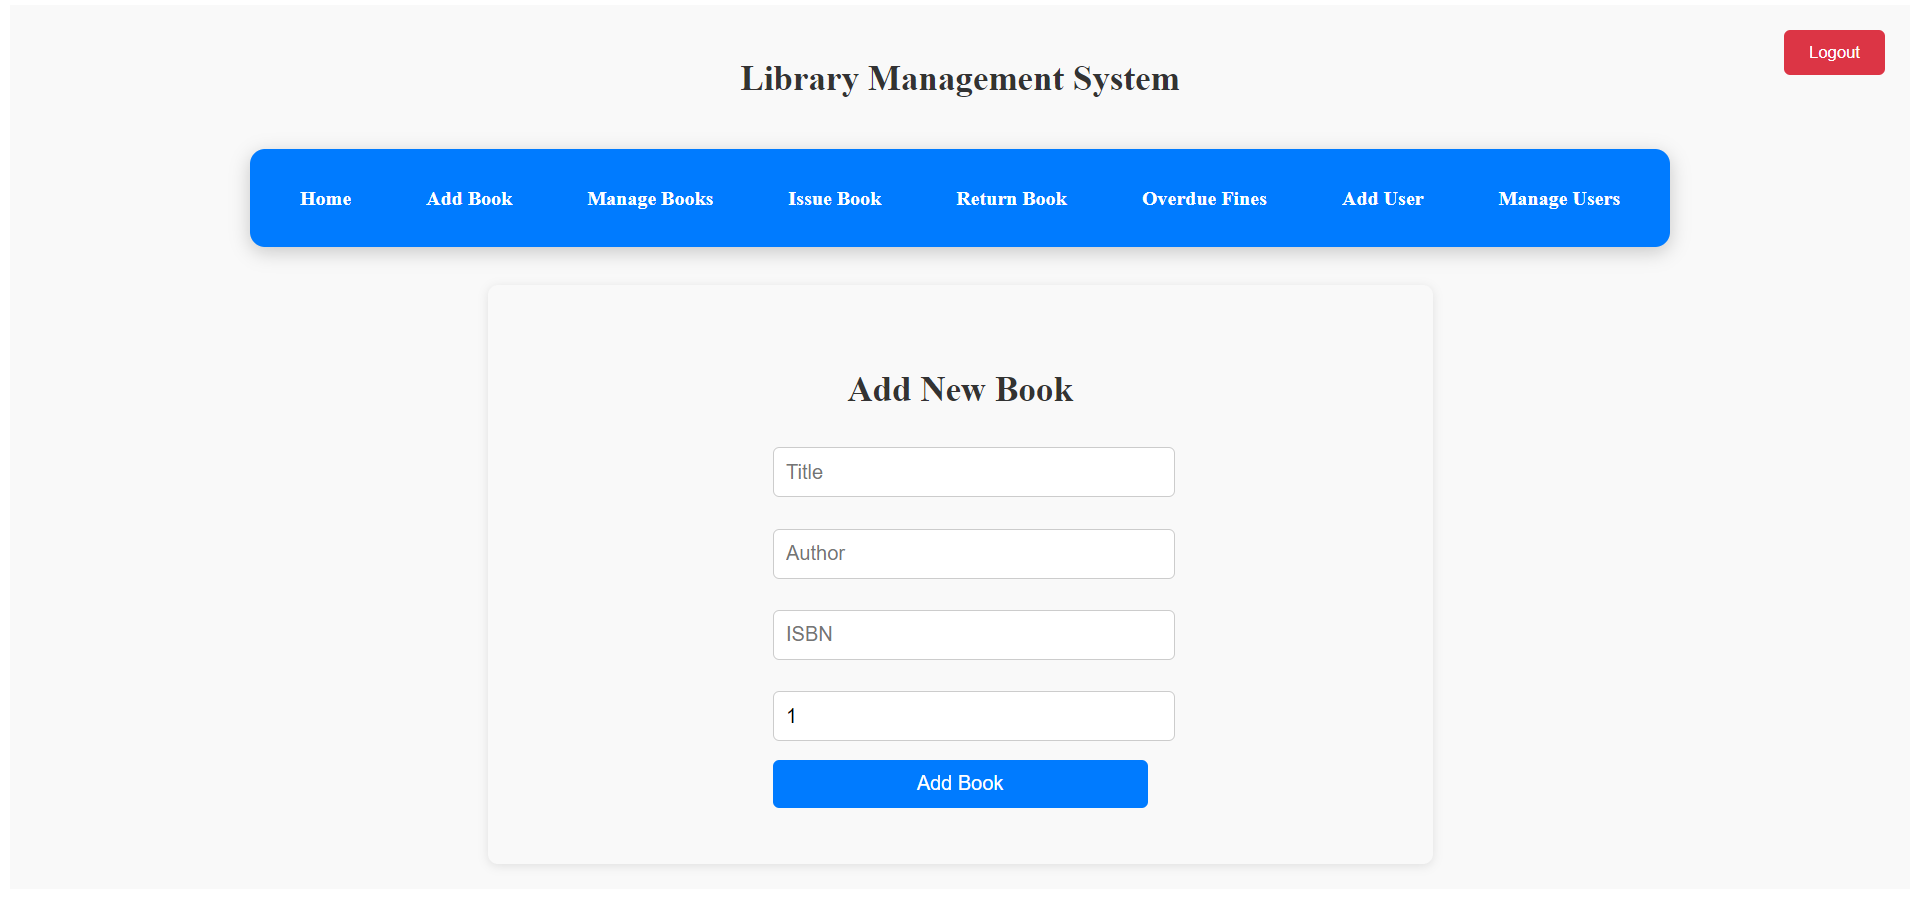 Logout
Library Management System
Home Add Book Manage Books Issue Book Return Book Overdue Fines Add User Manage Users
Add New Book
Title
Author
ISBN
1
Add Book